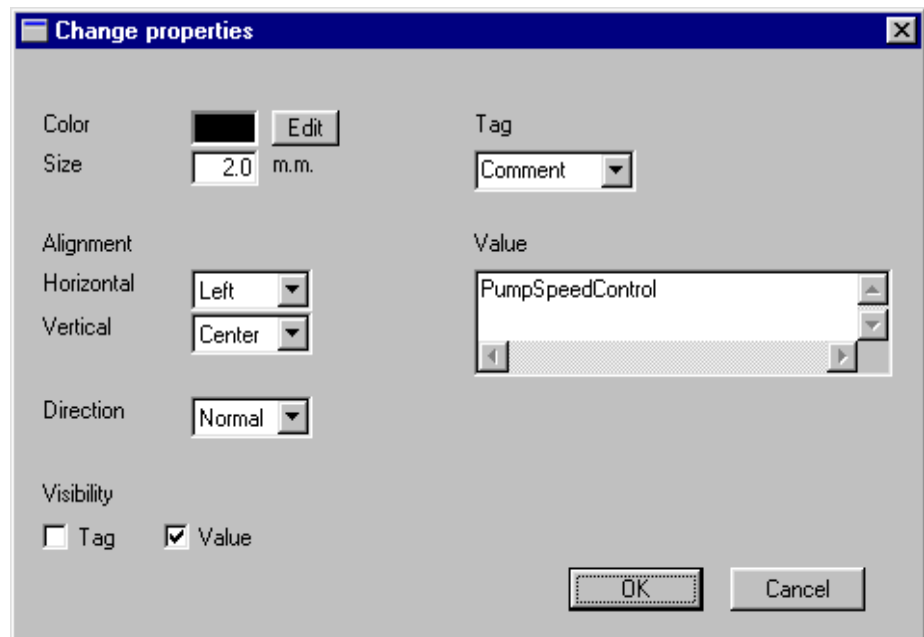 Change properties
Color Edit
Size 2.0 m.m.
Tag
Comment
Alignment
Horizontal Left
Vertical Center
Value
PumpSpeedControl
Direction Normal
Visibility
Tag Value
OK Cancel